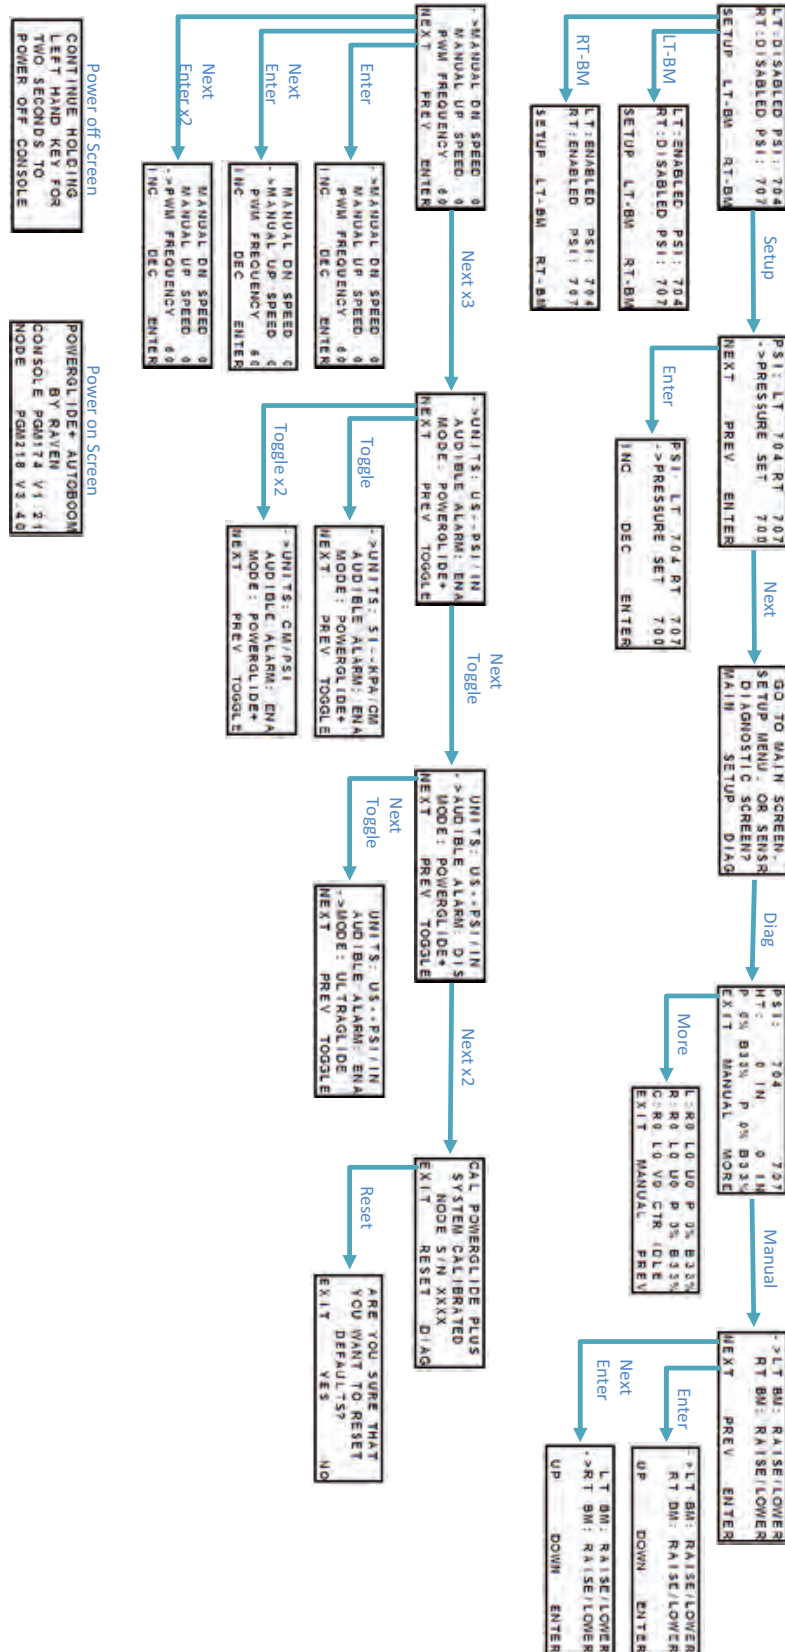 LT:DISABLED PSI: 704
RT:DISABLED PSI: 707
SETUP LT-BM RT-BM
LT-BM
LT:ENABLED PSI: 704
RT:DISABLED PSI: 707
SETUP LT-BM RT-BM
RT-BM
LT:ENABLED PSI: 704
RT:ENABLED PSI: 707
SETUP LT-BM RT-BM
Setup
PSI: LT 704 RT 707
->PRESSURE SET 700
NEXT PREV ENTER
Enter
PSI: LT 704 RT 707
->PRESSURE SET 700
INC DEC ENTER
Next
GO TO MAIN SCREEN-
SETUP MENU. OR SENSR
DIAGNOSTIC SCREEN?
MAIN SETUP DIAG
Diag
PSI: 704 707
HT: 0 IN 0 IN
P 0% B33% P 0% B33%
EXIT MANUAL MORE
More
L:R0 L0 U0 P 0% B33%
R:R0 L0 U0 P 0% B33%
C:R0 L0 V0 CTR IDLE
EXIT MANUAL PREV
Manual
->LT BM: RAISE/LOWER
RT BM: RAISE/LOWER
NEXT PREV ENTER
Enter
->LT BM: RAISE/LOWER
RT BM: RAISE/LOWER
UP DOWN ENTER
Next
Enter
LT BM: RAISE/LOWER
->RT BM: RAISE/LOWER
UP DOWN ENTER
->MANUAL DN SPEED 0
MANUAL UP SPEED 0
PWM FREQUENCY 60
NEXT PREV ENTER
Enter
->MANUAL DN SPEED 0
MANUAL UP SPEED 0
PWM FREQUENCY 60
INC DEC ENTER
Next
Enter
MANUAL DN SPEED 0
->MANUAL UP SPEED 0
PWM FREQUENCY 60
INC DEC ENTER
Next
Enter x2
MANUAL DN SPEED 0
MANUAL UP SPEED 0
->PWM FREQUENCY 60
INC DEC ENTER
Next x3
->UNITS: US--PSI/IN
AUDIBLE ALARM: ENA
MODE: POWERGLIDE+
NEXT PREV TOGGLE
Toggle
->UNITS: SI--KPA/CM
AUDIBLE ALARM: ENA
MODE: POWERGLIDE+
NEXT PREV TOGGLE
Toggle x2
->UNITS: CM/PSI
AUDIBLE ALARM: ENA
MODE: POWERGLIDE+
NEXT PREV TOGGLE
Next
Toggle
UNITS: US--PSI/IN
->AUDIBLE ALARM: DIS
MODE: POWERGLIDE+
NEXT PREV TOGGLE
Next
Toggle
UNITS: US--PSI/IN
AUDIBLE ALARM: ENA
->MODE: ULTRAGLIDE
NEXT PREV TOGGLE
Next x2
CAL POWERGLIDE PLUS
SYSTEM CALIBRATED
NODE S/N XXXX
EXIT RESET DIAG
Reset
ARE YOU SURE THAT
YOU WANT TO RESET
DEFAULTS?
EXIT YES NO
Power off Screen
CONTINUE HOLDING
LEFT HAND KEY FOR
TWO SECONDS TO
POWER OFF CONSOLE
Power on Screen
POWERGLIDE+ AUTOBOOM
BY RAVEN
CONSOLE PGM174 V1.21
NODE PGM218 V3.40